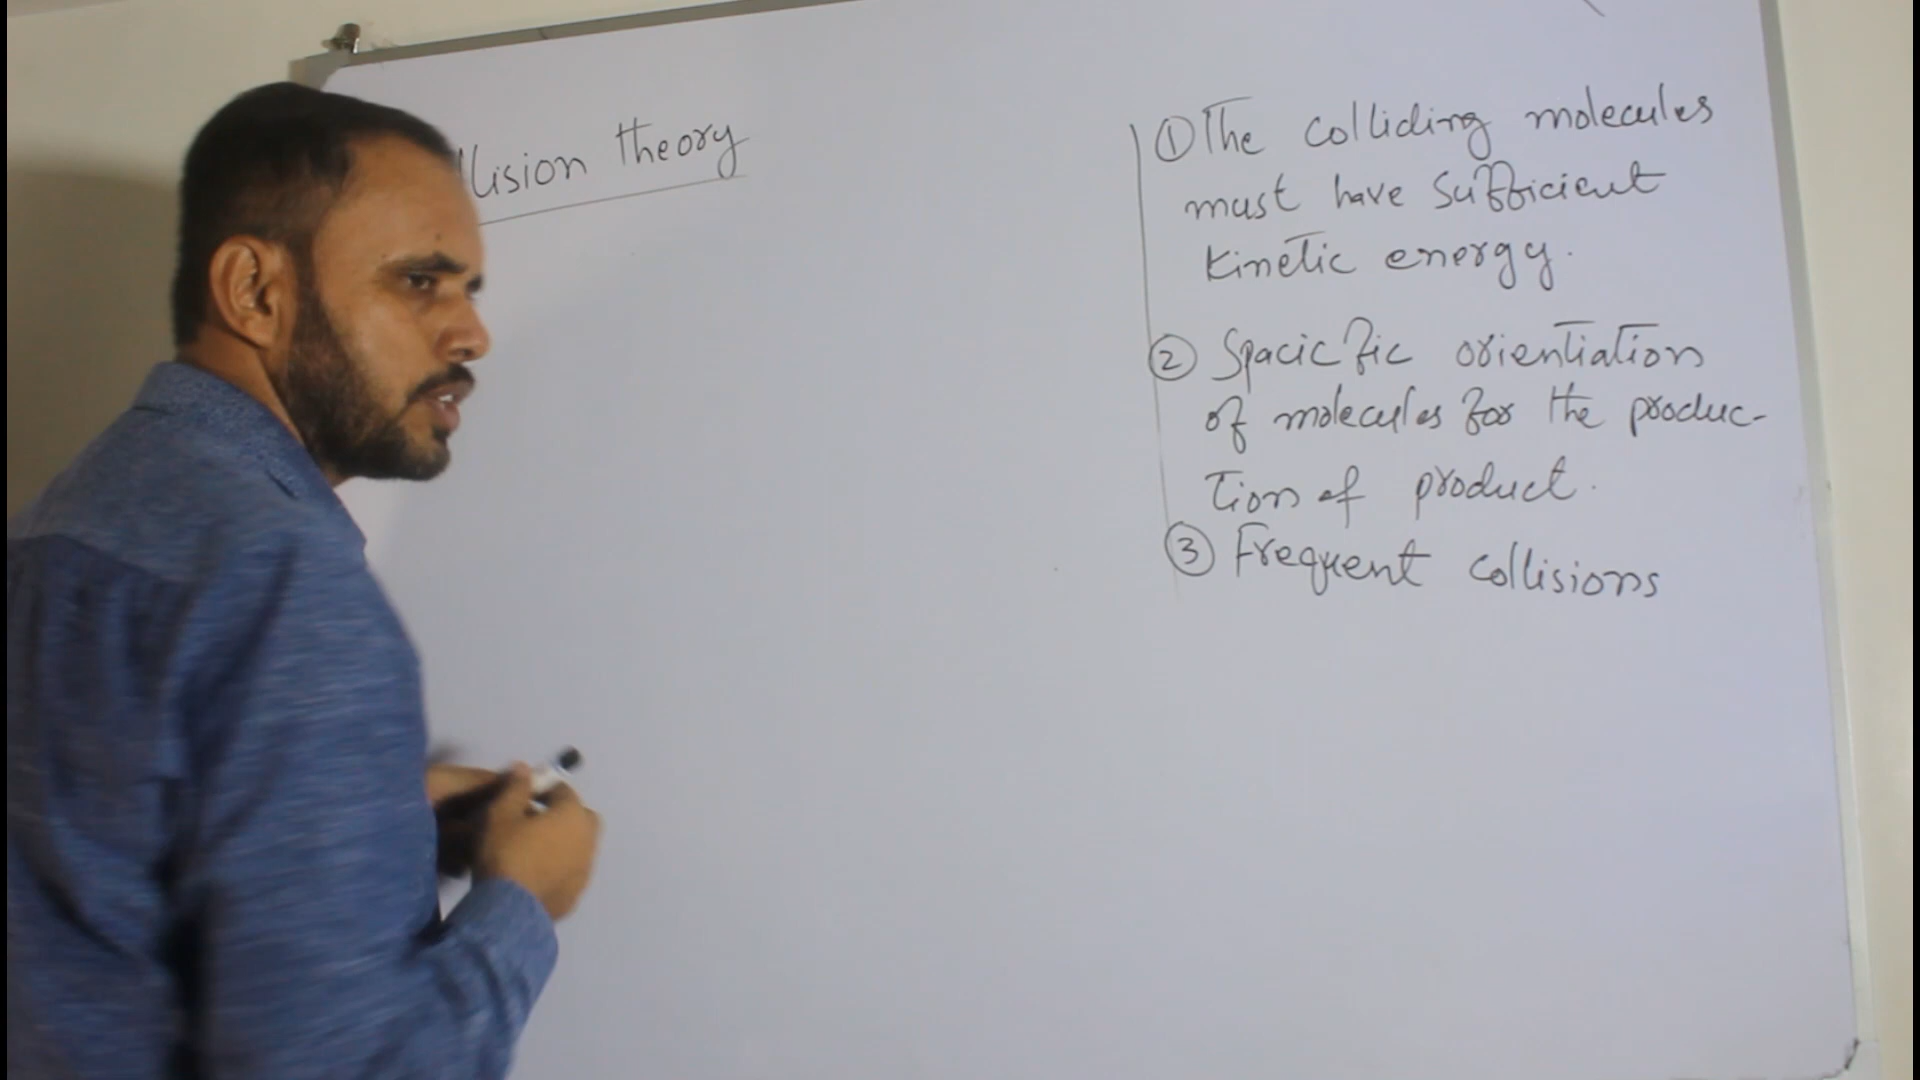 llision theory
① The colliding molecules
must have sufficient
kinetic energy.
② Spacicfic orientiation
of molecules for the produc-
tion of product.
③ Frequent collisions